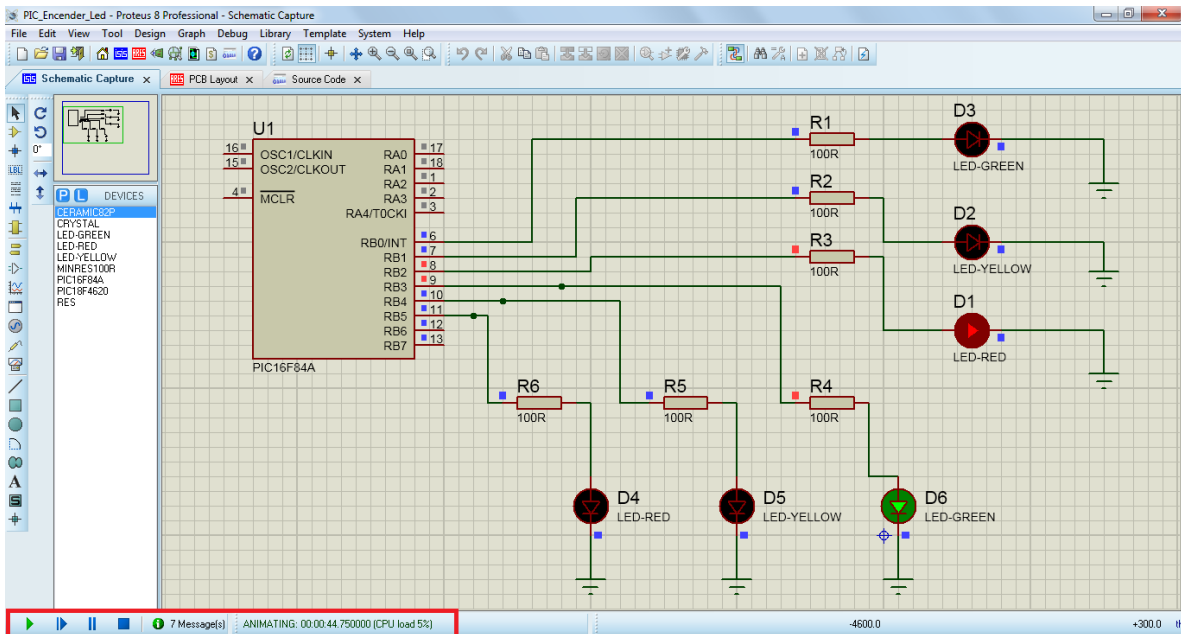 PIC_Encender_Led - Proteus 8 Professional - Schematic Capture
File Edit View Tool Design Graph Debug Library Template System Help
Schematic Capture x PCB Layout x Source Code x
0°
LBL
P L DEVICES
CERAMIC82P
CRYSTAL
LED-GREEN
LED-RED
LED-YELLOW
MINRES100R
PIC16F84A
PIC18F4620
RES
A
S
U1
16 OSC1/CLKIN RA0 17
15 OSC2/CLKOUT RA1 18
RA2 1
4 MCLR RA3 2
RA4/T0CKI 3
RB0/INT 6
RB1 7
RB2 8
RB3 9
RB4 10
RB5 11
RB6 12
RB7 13
PIC16F84A
R1
100R
D3
LED-GREEN
R2
100R
D2
LED-YELLOW
R3
100R
D1
LED-RED
R6
100R
R5
100R
R4
100R
D4
LED-RED
D5
LED-YELLOW
D6
LED-GREEN
7 Message(s) ANIMATING: 00:00:44.750000 (CPU load 5%) -4600.0 +300.0